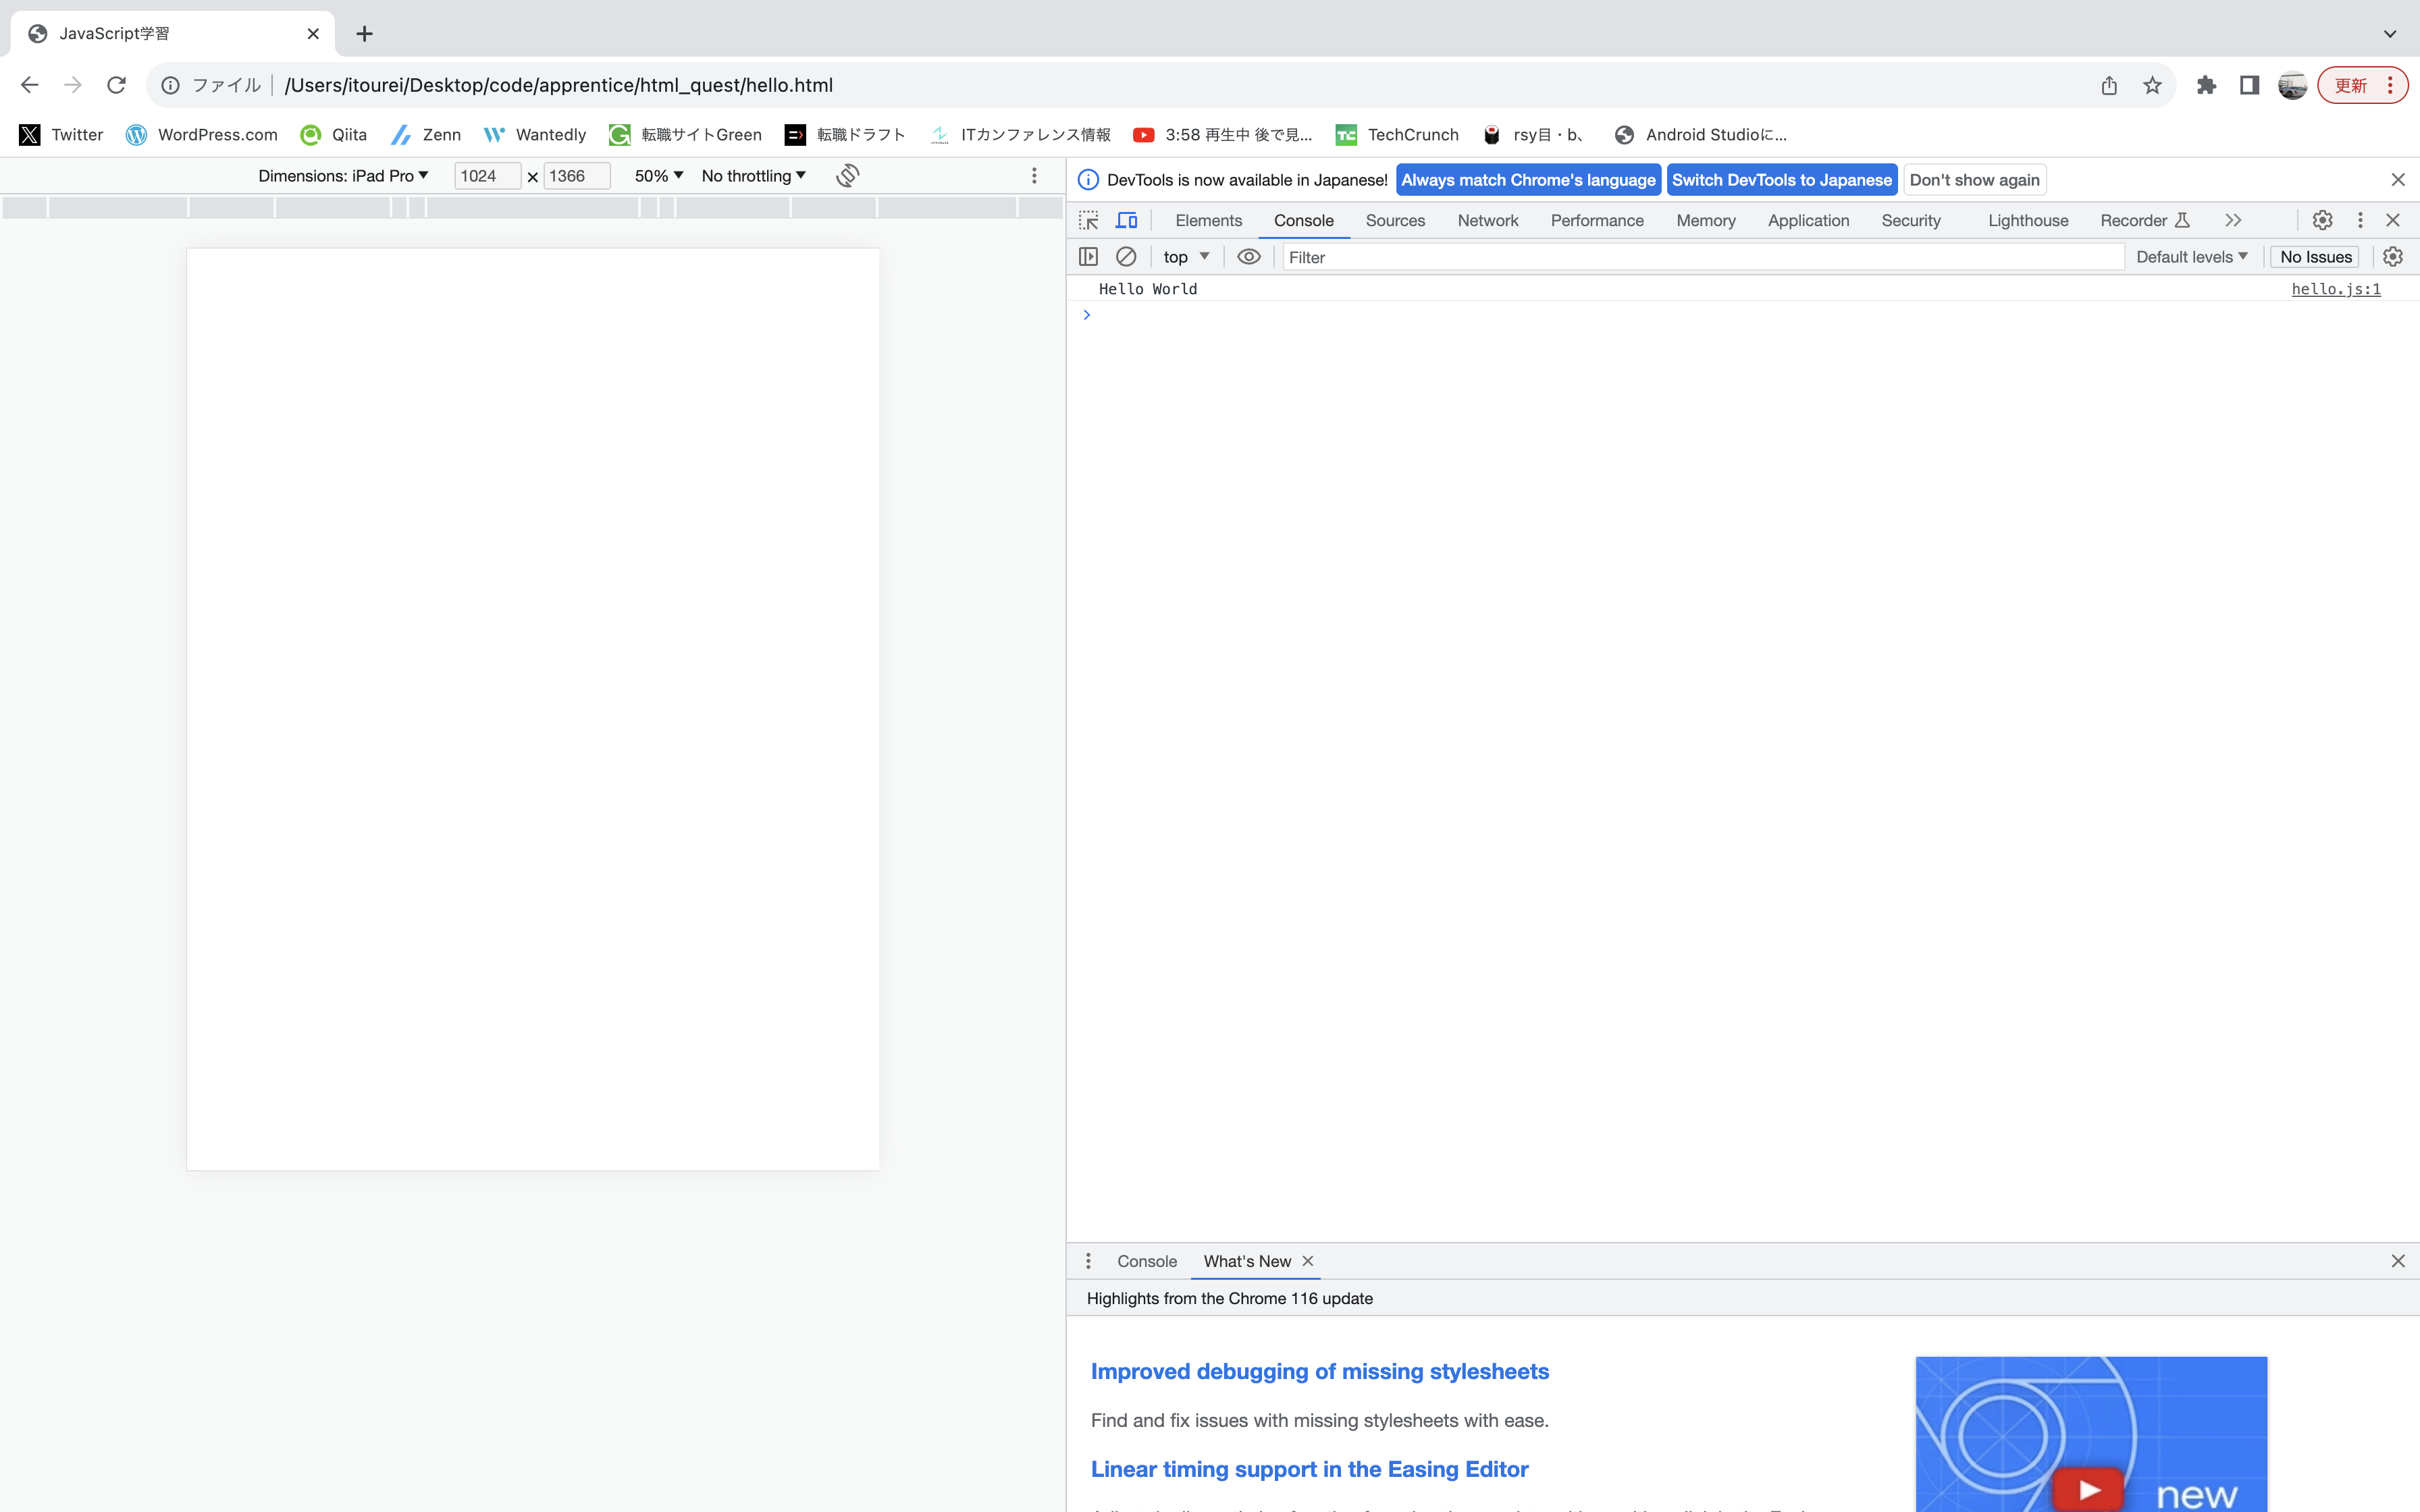 JavaScript学習
ファイル /Users/itourei/Desktop/code/apprentice/html_quest/hello.html
更新
Twitter WordPress.com Qiita Zenn Wantedly 転職サイトGreen 転職ドラフト ITカンファレンス情報 3:58 再生中 後で見... TechCrunch rsy目・b、 Android Studioに...
Dimensions: iPad Pro 1024 × 1366 50% No throttling
DevTools is now available in Japanese! Always match Chrome's language Switch DevTools to Japanese Don't show again
Elements Console Sources Network Performance Memory Application Security Lighthouse Recorder
top Filter Default levels No Issues
Hello World hello.js:1
Console What's New
Highlights from the Chrome 116 update
Improved debugging of missing stylesheets
Find and fix issues with missing stylesheets with ease.
Linear timing support in the Easing Editor
new